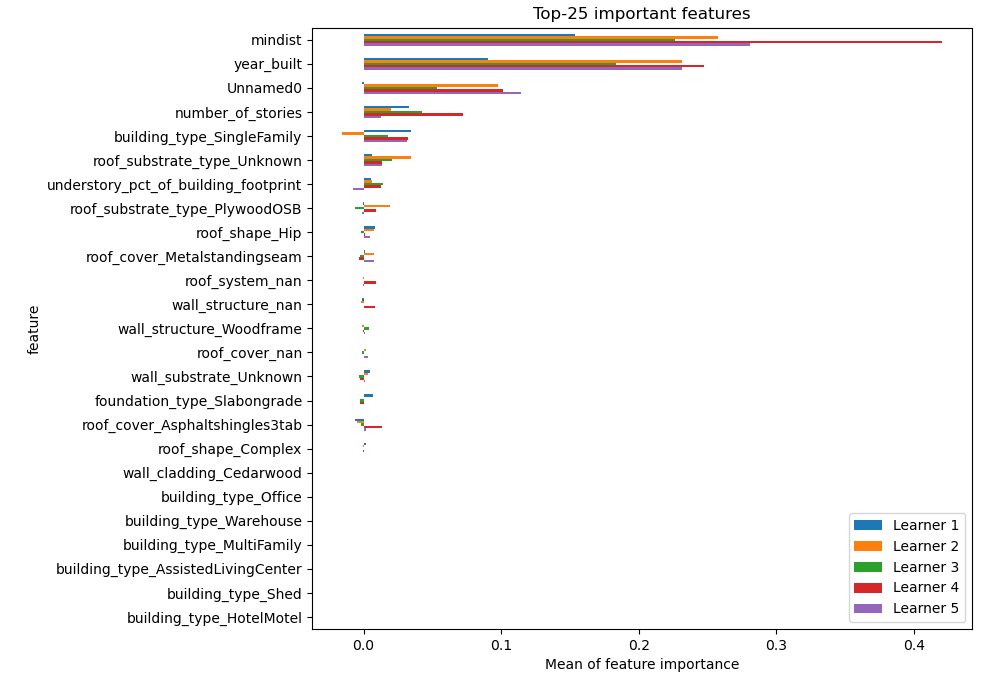 Top-25 important features
mindist
year_built
Unnamed0
number_of_stories
building_type_SingleFamily
roof_substrate_type_Unknown
understory_pct_of_building_footprint
roof_substrate_type_PlywoodOSB
roof_shape_Hip
roof_cover_Metalstandingseam
roof_system_nan
wall_structure_nan
wall_structure_Woodframe
roof_cover_nan
wall_substrate_Unknown
foundation_type_Slabongrade
roof_cover_Asphaltshingles3tab
roof_shape_Complex
wall_cladding_Cedarwood
building_type_Office
building_type_Warehouse
building_type_MultiFamily
building_type_AssistedLivingCenter
building_type_Shed
building_type_HotelMotel
feature
Learner 1
Learner 2
Learner 3
Learner 4
Learner 5
0.0 0.1 0.2 0.3 0.4
Mean of feature importance